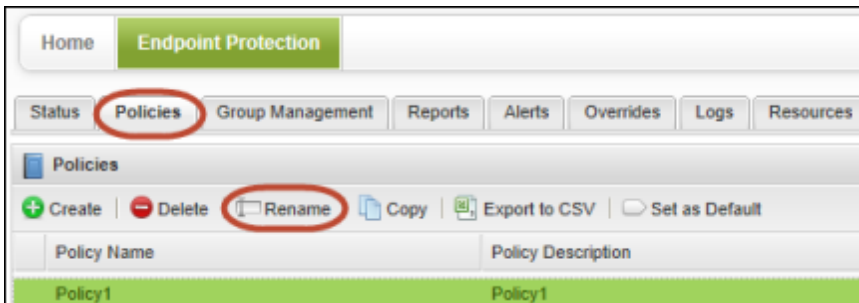 Home Endpoint Protection
Status Policies Group Management Reports Alerts Overrides Logs Resources
Policies
Create Delete Rename Copy Export to CSV Set as Default
Policy Name Policy Description
Policy1 Policy1